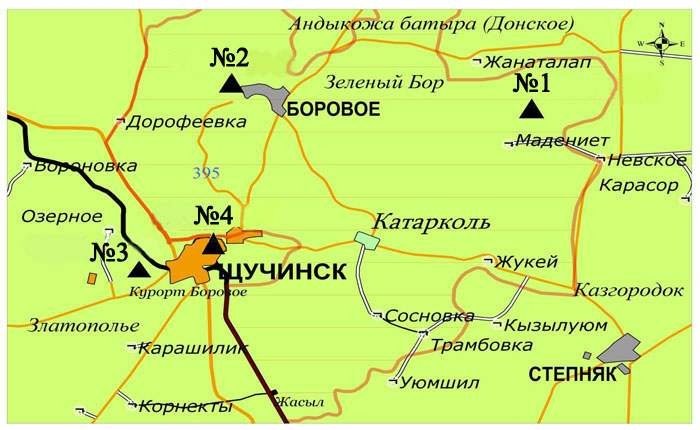 Андыкожа батыра (Донское)
N
W E
S
№2
Жанаталап
Зеленый Бор
№1
БОРОВОЕ
Дорофеевка
Мадениет
Невское
Вороновка
395
Карасор
Озерное
№4
Катарколь
№3
ЩУЧИНСК
Жукей
Курорт Боровое
Казгородок
Златополье
Сосновка
Кызылуюм
Трамбовка
Карашилик
СТЕПНЯК
Уюмшил
Жасыл
Корнекты